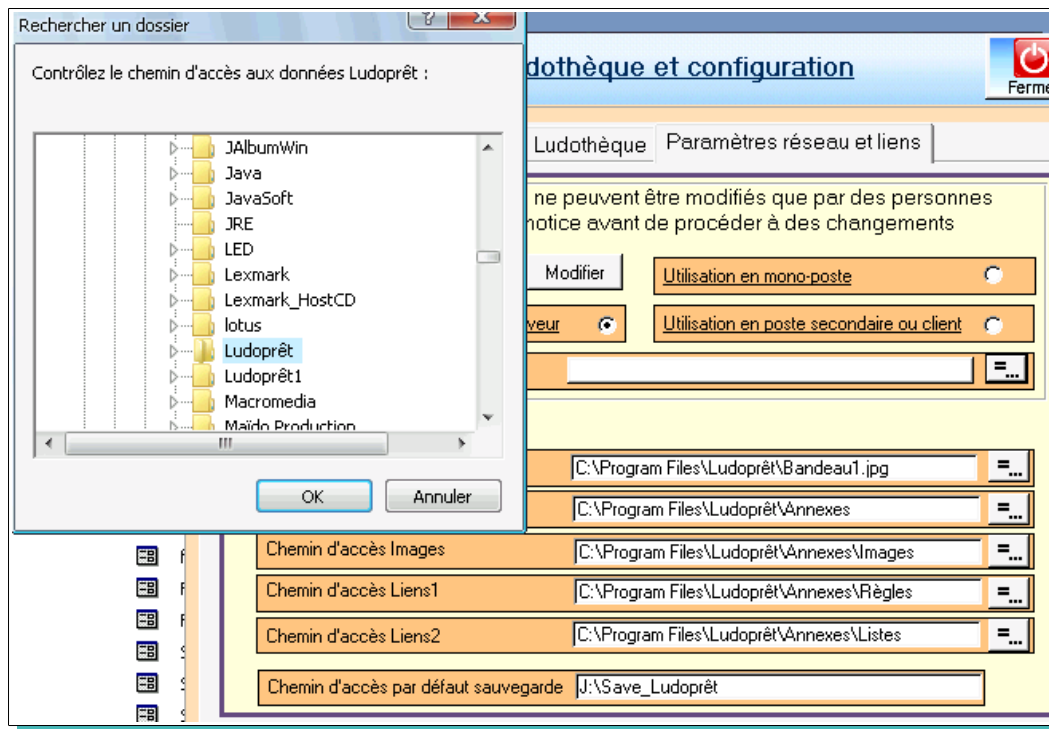 Rechercher un dossier
Contrôlez le chemin d'accès aux données Ludoprêt :
JAlbumWin
Java
JavaSoft
JRE
LED
Lexmark
Lexmark_HostCD
lotus
Ludoprêt
Ludoprêt1
Macromedia
Maïdo Production
OK
Annuler
dothèque et configuration
Ferme
Ludothèque
Paramètres réseau et liens
ne peuvent être modifiés que par des personnes
notice avant de procéder à des changements
Modifier
Utilisation en mono-poste
veur
Utilisation en poste secondaire ou client
=...
C:\Program Files\Ludoprêt\Bandeau1.jpg
=...
C:\Program Files\Ludoprêt\Annexes
=...
Chemin d'accès Images
C:\Program Files\Ludoprêt\Annexes\Images
=...
Chemin d'accès Liens1
C:\Program Files\Ludoprêt\Annexes\Règles
=...
Chemin d'accès Liens2
C:\Program Files\Ludoprêt\Annexes\Listes
=...
Chemin d'accès par défaut sauvegarde
J:\Save_Ludoprêt